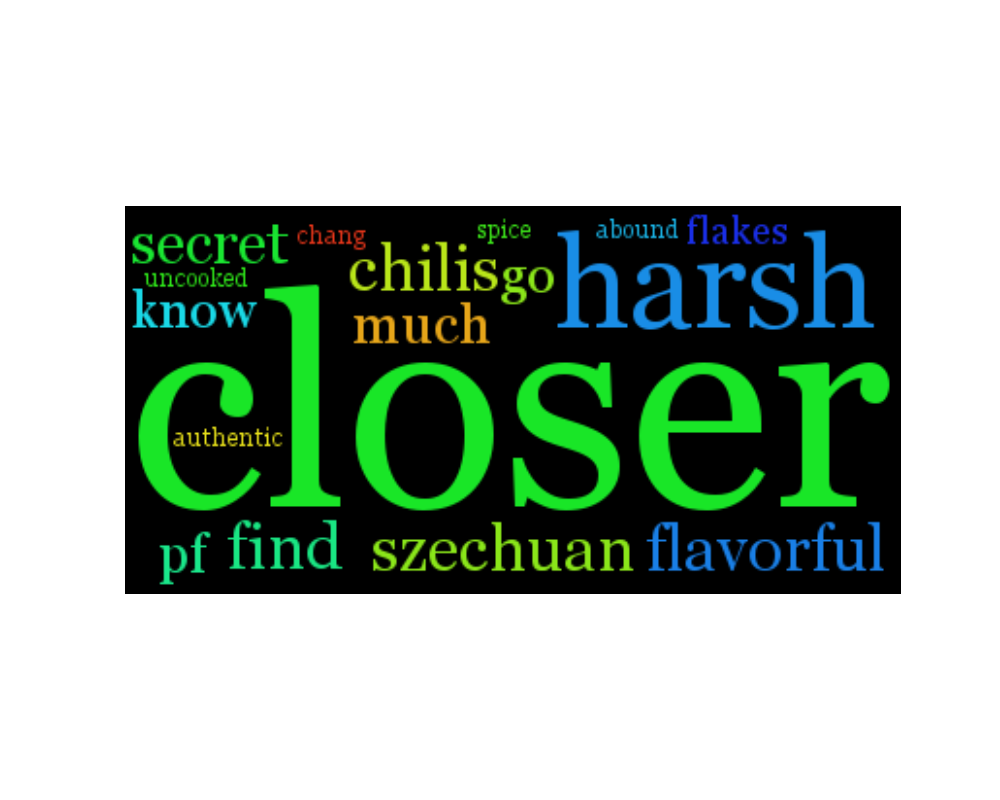 secret chang spice abound flakes
uncooked chilis go harsh
know much
closer
authentic
pf find szechuan flavorful